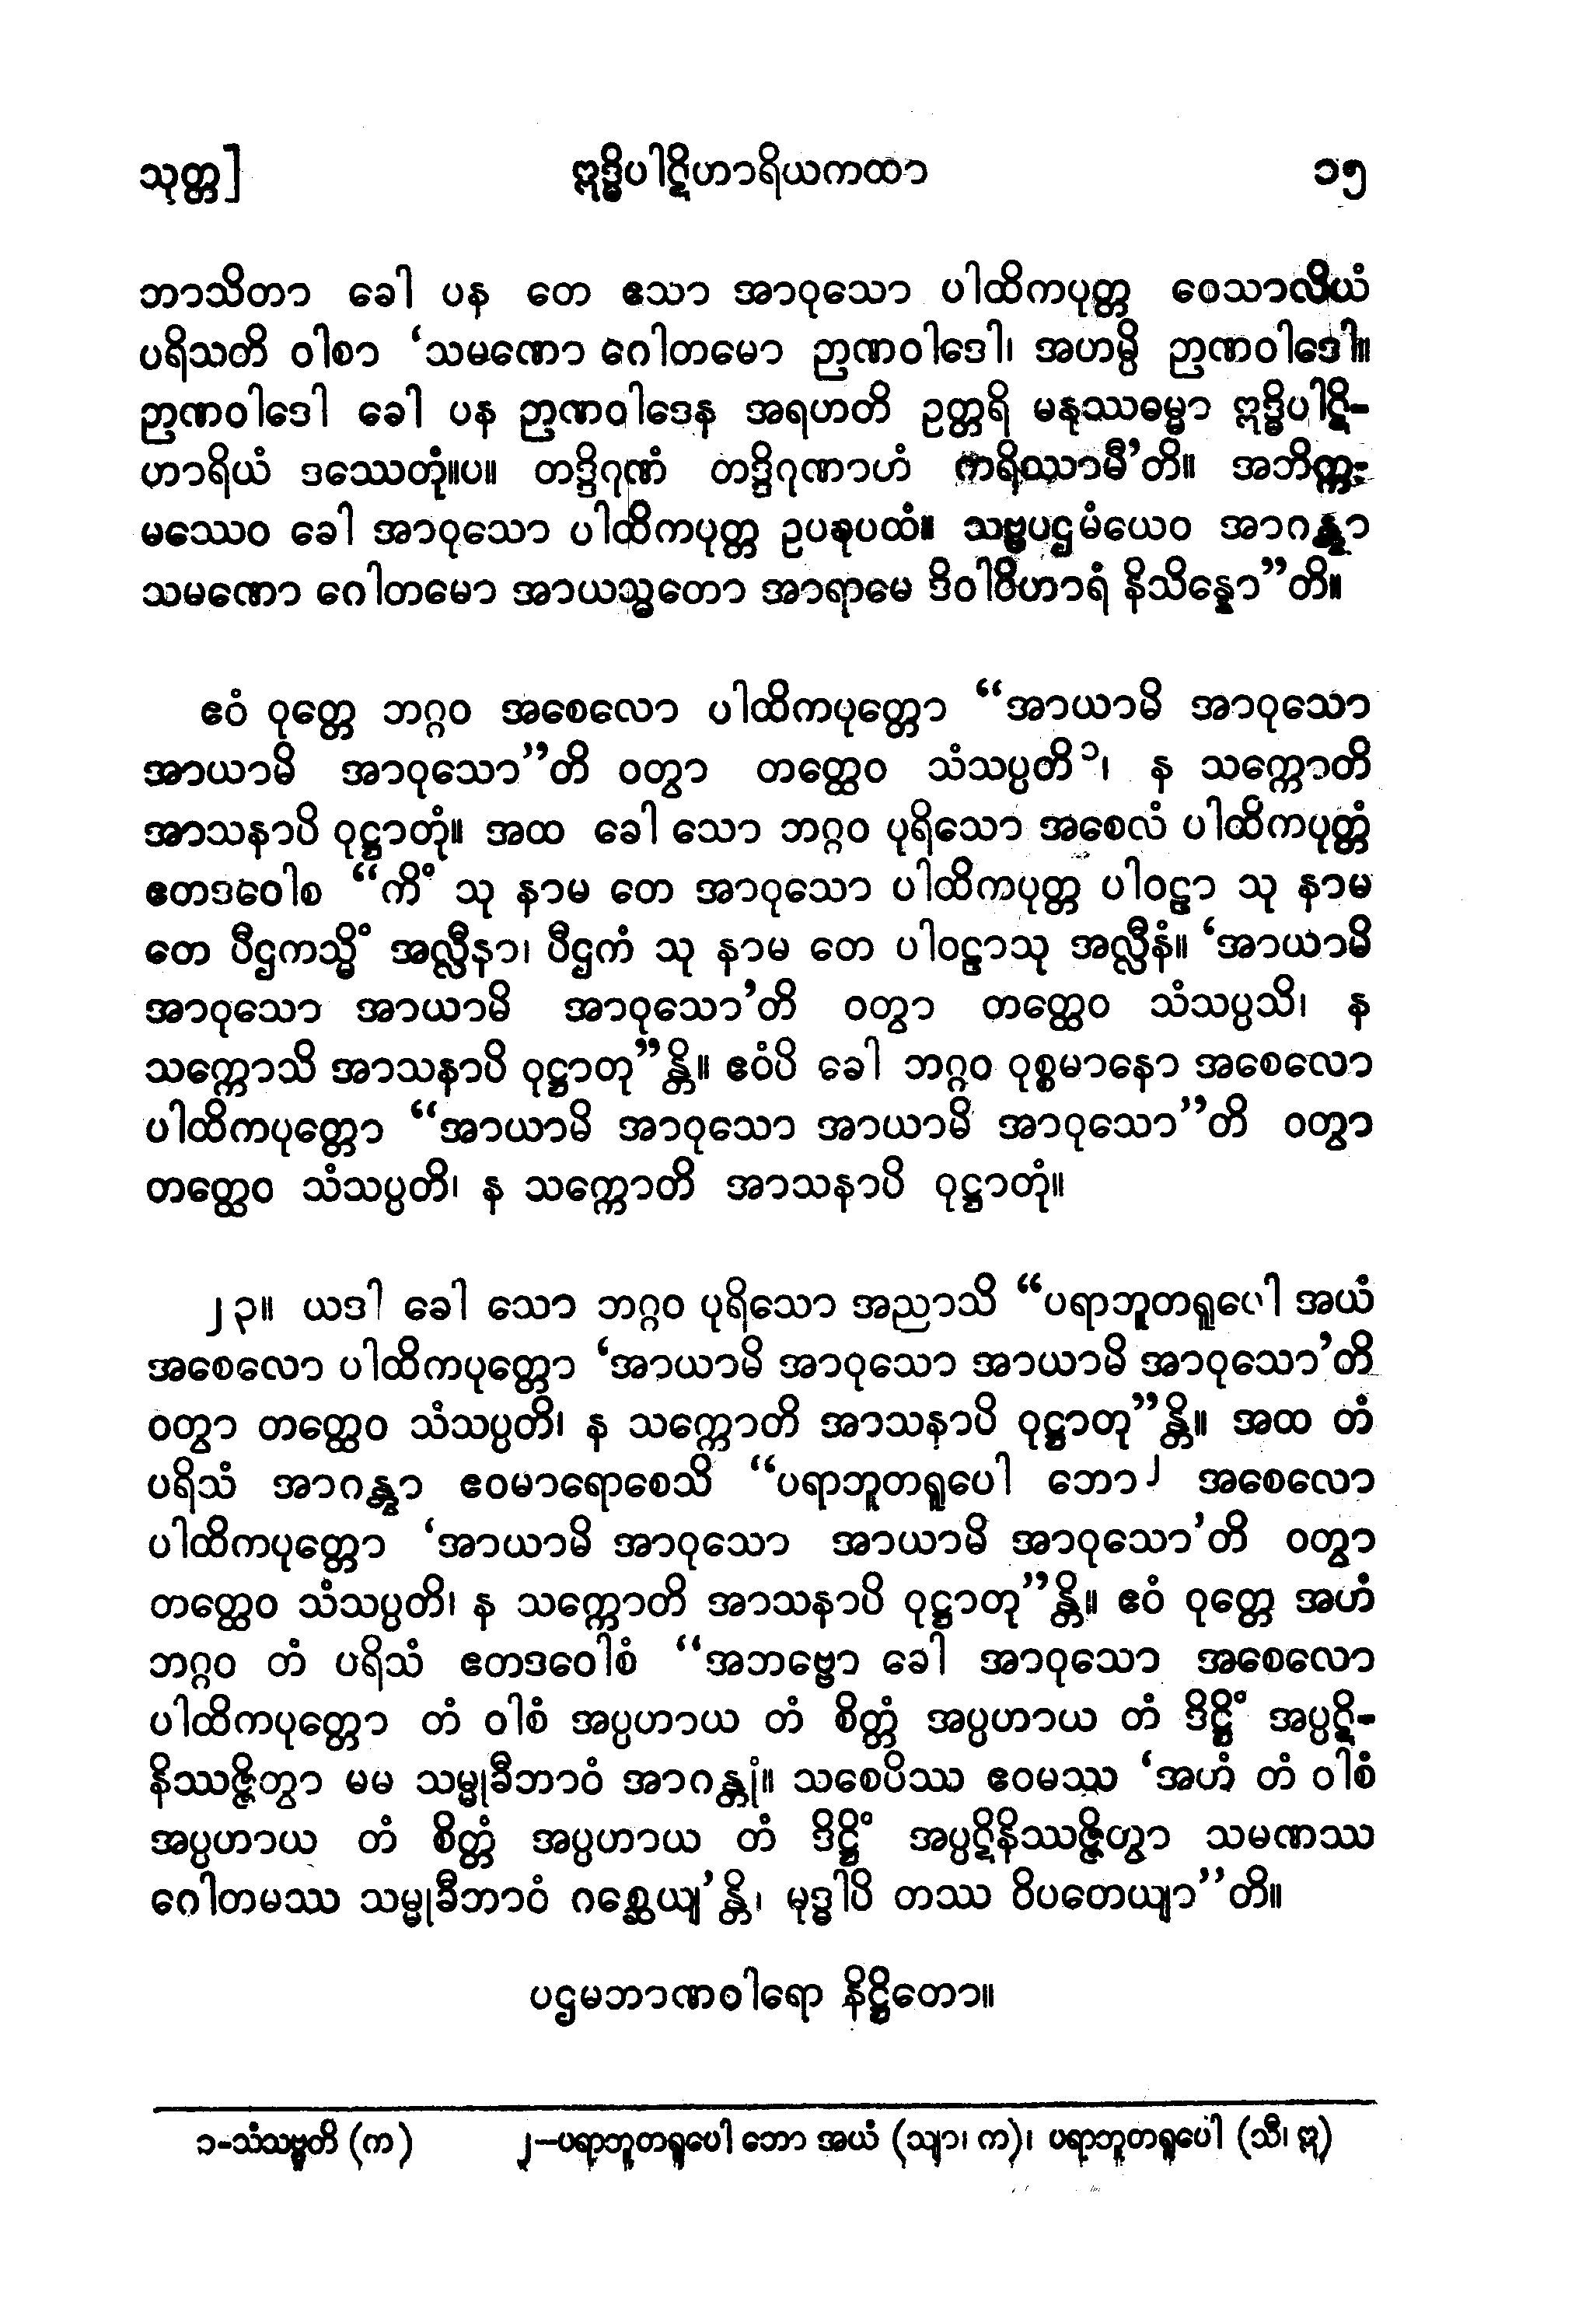 သုတ္တ] ဣဒ္ဓိပါဋိဟာရိယကထာ ၁၅
ဘာသိတာ ခေါ ပန တေ ဧသာ အာဝုသော ပါထိကပုတ္တ ဝေသာလိယံ
ပရိသတိ ဝါစာ ‘သမဏော ဂေါတမော ဉာဏဝါဒေါ၊ အဟမ္ပိ ဉာဏဝါဒေါ။
ဉာဏဝါဒေါ ခေါ ပန ဉာဏဝါဒေန အရဟတိ ဥတ္တရိ မနုဿဓမ္မာ ဣဒ္ဓိပါဋိ-
ဟာရိယံ ဒဿေတုံ။ပ။ တဒ္ဒိဂုဏံ တဒ္ဒိဂုဏာဟံ ကရိဿာမီ’တိ။ အဘိက္က-
မဿေဝ ခေါ အာဝုသော ပါထိကပုတ္တ ဥပဍ္ဎပထံ။ သဗ္ဗပဌမံယေဝ အာဂန္တွာ
သမဏော ဂေါတမော အာယသ္မတော အာရာမေ ဒိဝါဝိဟာရံ နိသိန္နော”တိ။
ဧဝံ ဝုတ္တေ ဘဂ္ဂဝ အစေလော ပါထိကပုတ္တော “အာယာမိ အာဝုသော
အာယာမိ အာဝုသော”တိ ဝတွာ တတ္ထေဝ သံသပ္ပတိ၁၊ န သက္ကောတိ
အာသနာပိ ဝုဋ္ဌာတုံ။ အထ ခေါ သော ဘဂ္ဂဝ ပုရိသော အစေလံ ပါထိကပုတ္တံ
ဧတဒဝေါစ “ကိံ သု နာမ တေ အာဝုသော ပါထိကပုတ္တ ပါဝဠာ သု နာမ
တေ ပီဌကသ္မိံ အလ္လီနာ၊ ပီဌကံ သု နာမ တေ ပါဝဠာသု အလ္လီနံ။ ‘အာယာမိ
အာဝုသော အာယာမိ အာဝုသော’တိ ဝတွာ တတ္ထေဝ သံသပ္ပသိ၊ န
သက္ကောသိ အာသနာပိ ဝုဋ္ဌာတု”န္တိ။ ဧဝံပိ ခေါ ဘဂ္ဂဝ ဝုစ္စမာနော အစေလော
ပါထိကပုတ္တော “အာယာမိ အာဝုသော အာယာမိ အာဝုသော”တိ ဝတွာ
တတ္ထေဝ သံသပ္ပတိ၊ န သက္ကောတိ အာသနာပိ ဝုဋ္ဌာတုံ။
၂၃။ ယဒါ ခေါ သော ဘဂ္ဂဝ ပုရိသော အညာသိ “ပရာဘူတရူပေါ အယံ
အစေလော ပါထိကပုတ္တော ‘အာယာမိ အာဝုသော အာယာမိ အာဝုသော’တိ
ဝတွာ တတ္ထေဝ သံသပ္ပတိ၊ န သက္ကောတိ အာသနာပိ ဝုဋ္ဌာတု”န္တိ။ အထ တံ
ပရိသံ အာဂန္တွာ ဧဝမာရောစေသိ “ပရာဘူတရူပေါ ဘော၂ အစေလော
ပါထိကပုတ္တော ‘အာယာမိ အာဝုသော အာယာမိ အာဝုသော’တိ ဝတွာ
တတ္ထေဝ သံသပ္ပတိ၊ န သက္ကောတိ အာသနာပိ ဝုဋ္ဌာတု”န္တိ။ ဧဝံ ဝုတ္တေ အဟံ
ဘဂ္ဂဝ တံ ပရိသံ ဧတဒဝေါစံ “အဘဗ္ဗော ခေါ အာဝုသော အစေလော
ပါထိကပုတ္တော တံ ဝါစံ အပ္ပဟာယ တံ စိတ္တံ အပ္ပဟာယ တံ ဒိဋ္ဌိံ အပ္ပဋိ-
နိဿဇ္ဇိတွာ မမ သမ္မုခီဘာဝံ အာဂန္တုံ။ သစေပိဿ ဧဝမဿ ‘အဟံ တံ ဝါစံ
အပ္ပဟာယ တံ စိတ္တံ အပ္ပဟာယ တံ ဒိဋ္ဌိံ အပ္ပဋိနိဿဇ္ဇိတွာ သမဏဿ
ဂေါတမဿ သမ္မုခီဘာဝံ ဂစ္ဆေယျ’န္တိ၊ မုဒ္ဓါပိ တဿ ဝိပတေယျာ”တိ။
ပဌမဘာဏဝါရော နိဋ္ဌိတော။
၁-သံသဗ္ဗတိ (က) ၂-ပရာဘူတရူပေါ ဘော အယံ (သျာ၊ က)၊ ပရာဘူတရူပေါ (သီ၊ ဣ)